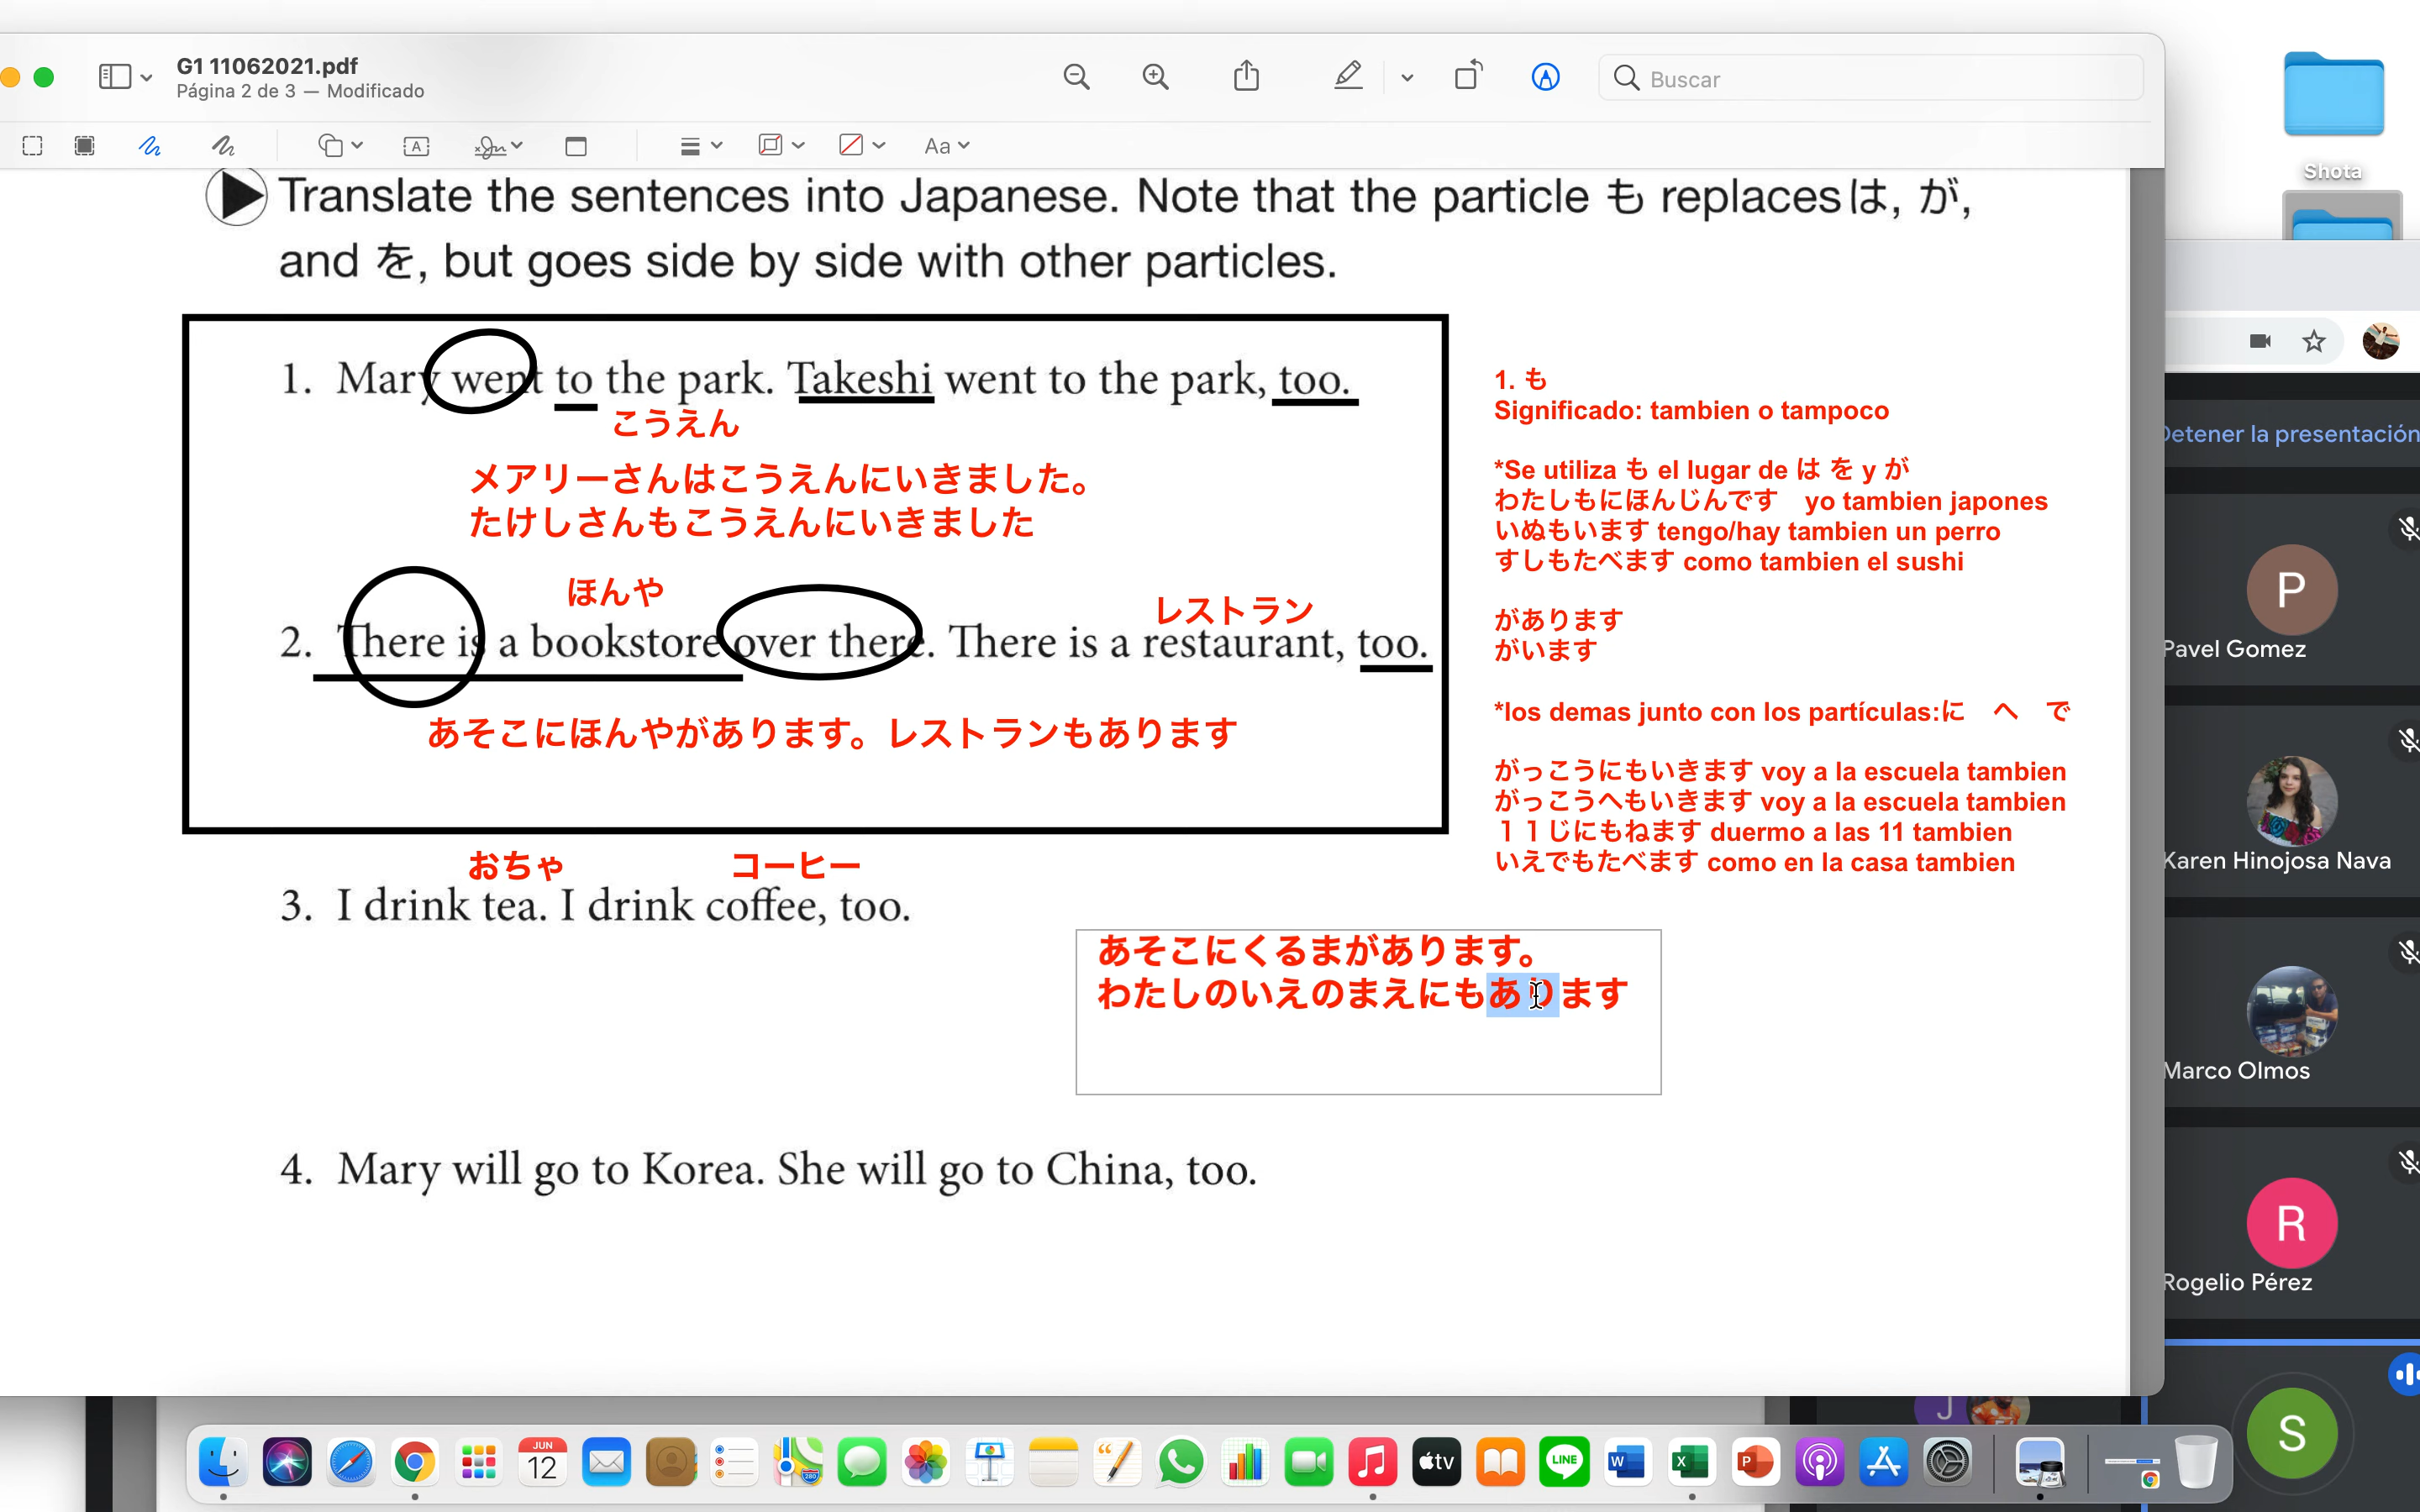 G1 11062021.pdf
Página 2 de 3 — Modificado
Buscar
Aa
Translate the sentences into Japanese. Note that the particle も replaces は, が,
and を, but goes side by side with other particles.
1. Mary went to the park. Takeshi went to the park, too.
こうえん
メアリーさんはこうえんにいきました。
たけしさんもこうえんにいきました
ほんや
レストラン
2. There is a bookstore over there. There is a restaurant, too.
あそこにほんやがあります。レストランもあります
おちゃ
コーヒー
3. I drink tea. I drink coffee, too.
あそこにくるまがあります。
わたしのいえのまえにもあります
4. Mary will go to Korea. She will go to China, too.
1. も
Significado: tambien o tampoco
*Se utiliza も el lugar de は を y が
わたしもにほんじんです　yo tambien japones
いぬもいます tengo/hay tambien un perro
すしもたべます como tambien el sushi
があります
がいます
*los demas junto con los partículas:に　へ　で
がっこうにもいきます voy a la escuela tambien
がっこうへもいきます voy a la escuela tambien
１１じにもねます duermo a las 11 tambien
いえでもたべます como en la casa tambien
Shota
Detener la presentación
P
Pavel Gomez
Karen Hinojosa Nava
Marco Olmos
R
Rogelio Pérez
J
S
JUN
12
280
tv
LINE
W
X
P